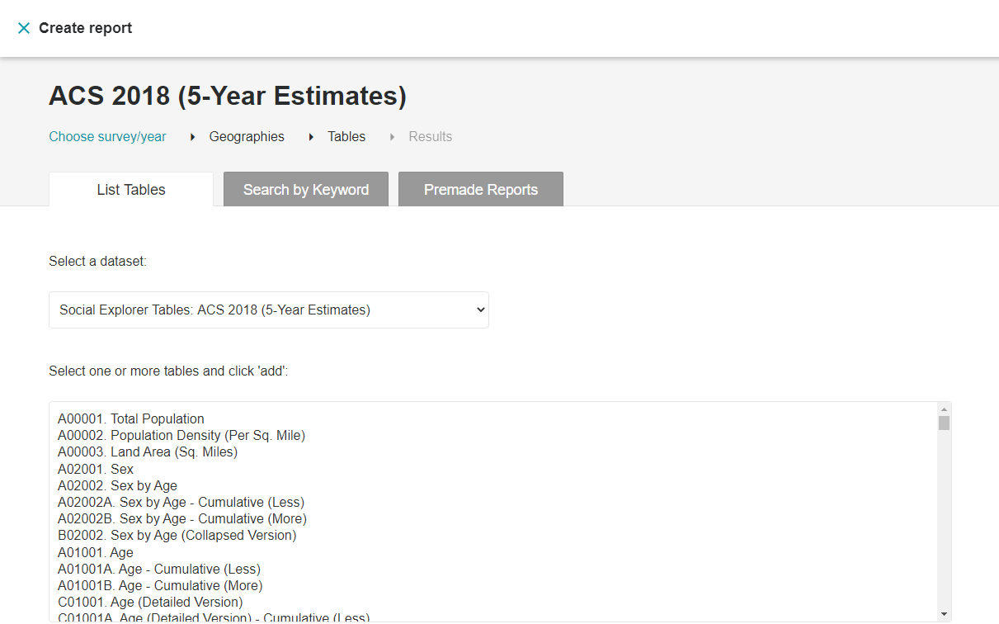 Create report
ACS 2018 (5-Year Estimates)
Choose survey/year Geographies Tables Results
List Tables Search by Keyword Premade Reports
Select a dataset:
Social Explorer Tables: ACS 2018 (5-Year Estimates)
Select one or more tables and click 'add':
A00001. Total Population
A00002. Population Density (Per Sq. Mile)
A00003. Land Area (Sq. Miles)
A02001. Sex
A02002. Sex by Age
A02002A. Sex by Age - Cumulative (Less)
A02002B. Sex by Age - Cumulative (More)
B02002. Sex by Age (Collapsed Version)
A01001. Age
A01001A. Age - Cumulative (Less)
A01001B. Age - Cumulative (More)
C01001. Age (Detailed Version)
C01001A. Age (Detailed Version) - Cumulative (Less)